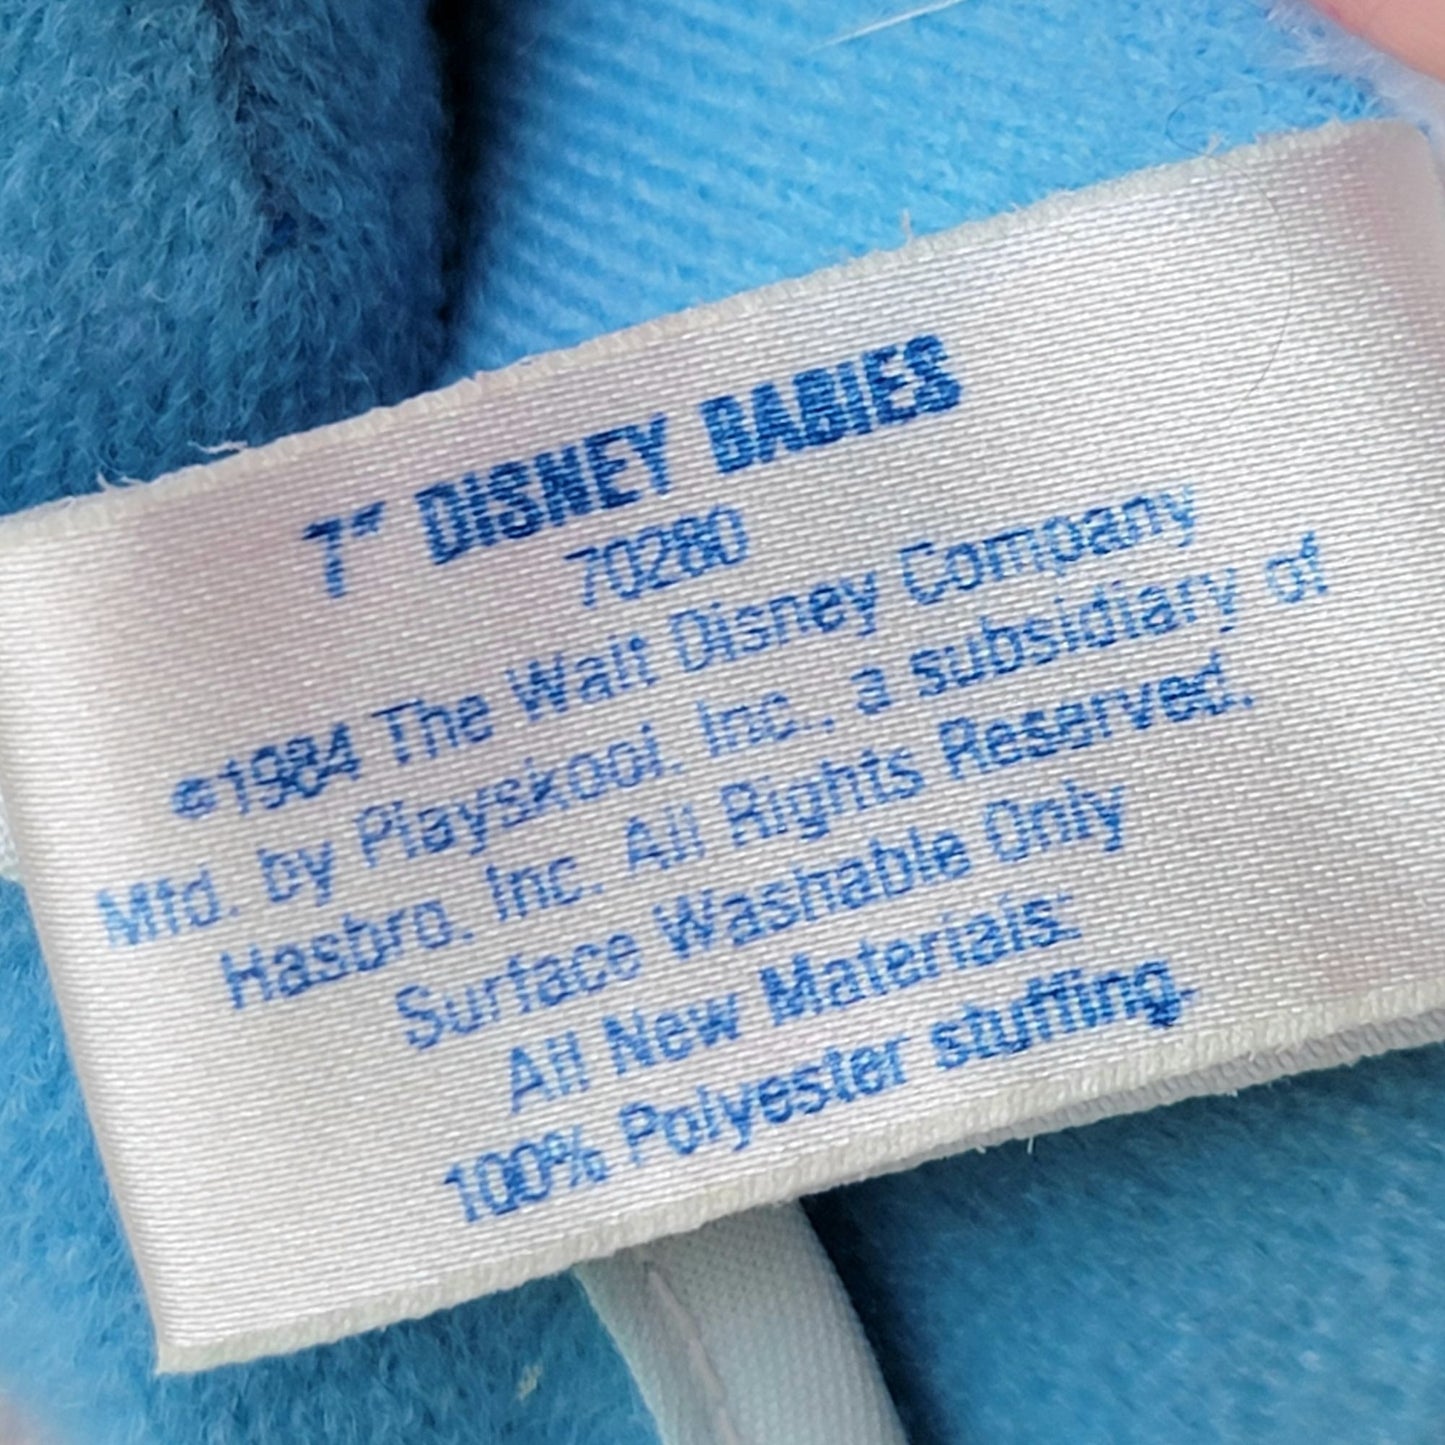 7" DISNEY BABIES
70280
©1984 The Walt Disney Company
Mfd. by Playskool, Inc., a subsidiary of
Hasbro, Inc. All Rights Reserved.
Surface Washable Only
All New Materials:
100% Polyester stuffing.